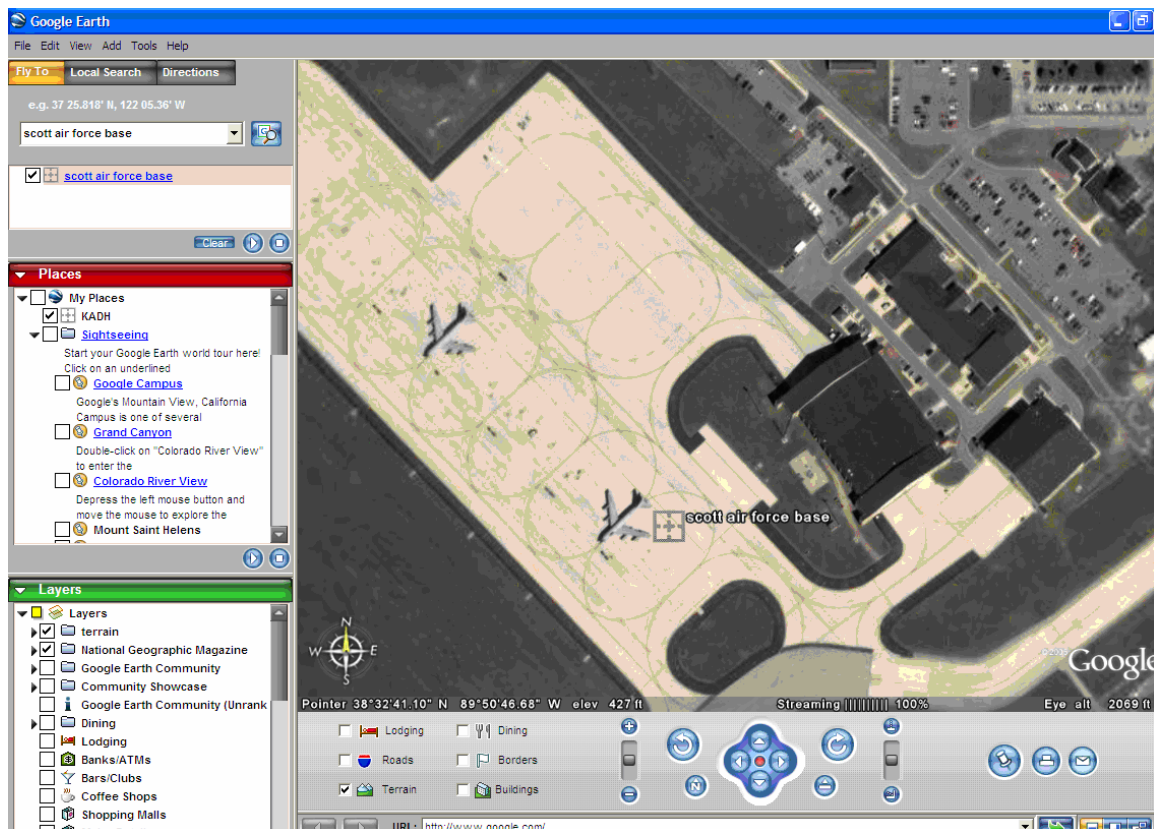 Google Earth
File Edit View Add Tools Help
Fly To Local Search Directions
e.g. 37 25.818' N, 122 05.36' W
scott air force base
scott air force base
Clear
Places
My Places
KADH
Sightseeing
Start your Google Earth world tour here!
Click on an underlined
Google Campus
Google's Mountain View, California
Campus is one of several
Grand Canyon
Double-click on "Colorado River View"
to enter the
Colorado River View
Depress the left mouse button and
move the mouse to explore the
Mount Saint Helens
Layers
Layers
terrain
National Geographic Magazine
Google Earth Community
Community Showcase
Google Earth Community (Unrank
Dining
Lodging
Banks/ATMs
Bars/Clubs
Coffee Shops
Shopping Malls
scott air force base
N
W E
S
Google
Pointer 38°32'41.10" N 89°50'46.68" W elev 427 ft Streaming |||||||||| 100% Eye alt 2069 ft
Lodging Dining
Roads Borders
Terrain Buildings
N
URL: http://www.google.com/